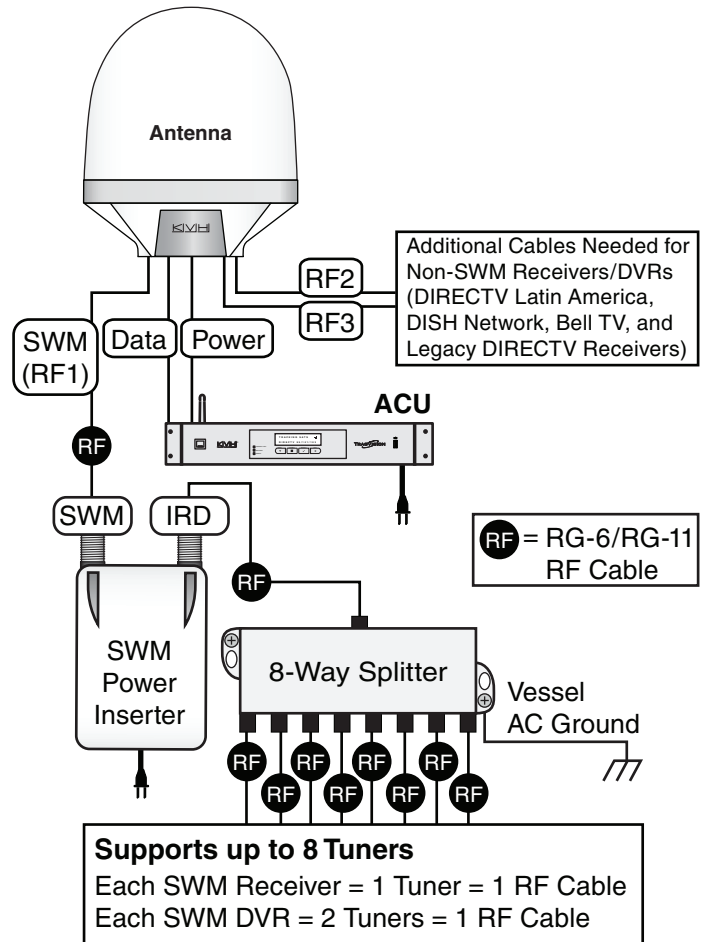 Antenna
KVH
RF2
RF3
Additional Cables Needed for
Non-SWM Receivers/DVRs
(DIRECTV Latin America,
DISH Network, Bell TV, and
Legacy DIRECTV Receivers)
SWM
(RF1)
Data
Power
ACU
KVH
TRACVISION
RF
SWM
IRD
RF = RG-6/RG-11
RF Cable
RF
SWM
Power
Inserter
8-Way Splitter
Vessel
AC Ground
RF RF RF RF
RF RF RF RF
Supports up to 8 Tuners
Each SWM Receiver = 1 Tuner = 1 RF Cable
Each SWM DVR = 2 Tuners = 1 RF Cable